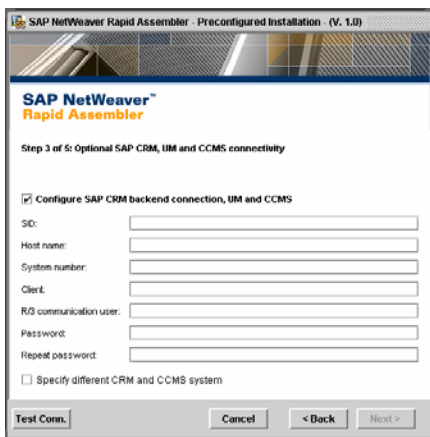 SAP NetWeaver Rapid Assembler - Preconfigured Installation - (V. 1.0)
SAP NetWeaver™
Rapid Assembler
Step 3 of 5: Optional SAP CRM, UM and CCMS connectivity
Configure SAP CRM backend connection, UM and CCMS
SID:
Host name:
System number:
Client:
R/3 communication user:
Password:
Repeat password:
Specify different CRM and CCMS system
Test Conn. Cancel < Back Next >